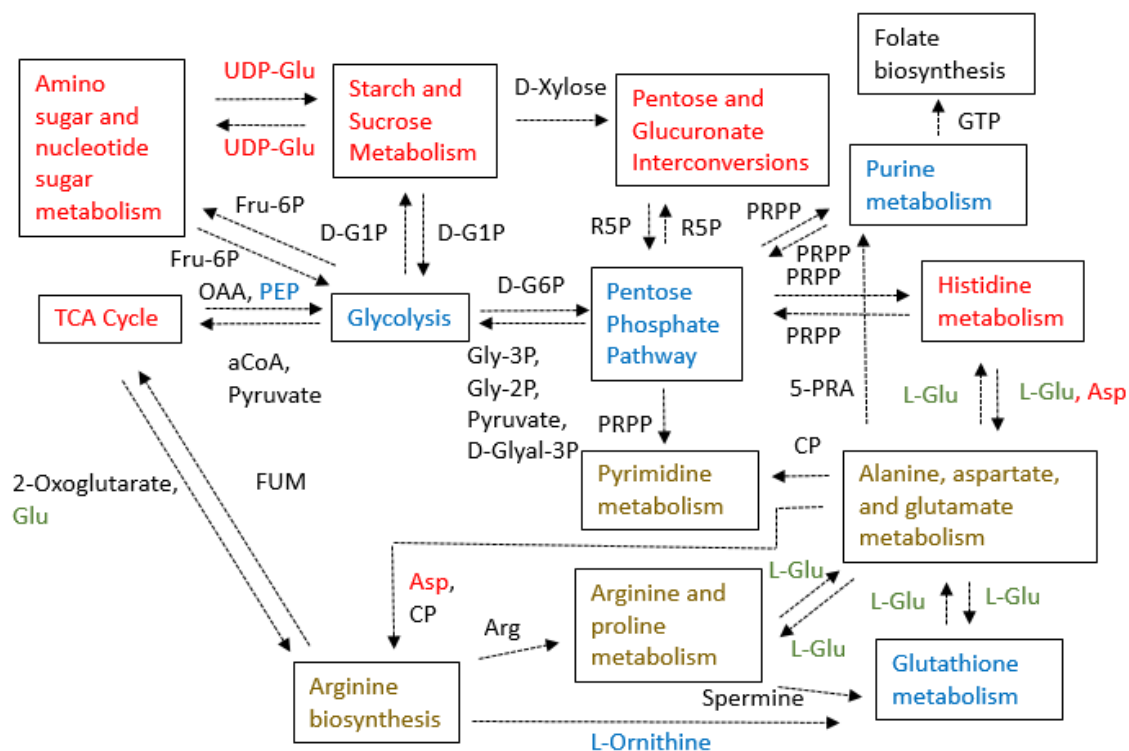 Amino
sugar and
nucleotide
sugar
metabolism
UDP-Glu
UDP-Glu
Starch and
Sucrose
Metabolism
D-Xylose
Pentose and
Glucuronate
Interconversions
Folate
biosynthesis
GTP
Purine
metabolism
Fru-6P
Fru-6P
D-G1P
D-G1P
R5P
R5P
PRPP
PRPP
PRPP
PRPP
TCA Cycle
OAA, PEP
aCoA,
Pyruvate
Glycolysis
D-G6P
Gly-3P,
Gly-2P,
Pyruvate,
D-Glyal-3P
Pentose
Phosphate
Pathway
Histidine
metabolism
5-PRA
L-Glu
L-Glu, Asp
PRPP
CP
Pyrimidine
metabolism
Alanine, aspartate,
and glutamate
metabolism
2-Oxoglutarate,
Glu
FUM
Asp,
CP
Arg
Arginine and
proline
metabolism
L-Glu
L-Glu
L-Glu
L-Glu
Arginine
biosynthesis
Spermine
L-Ornithine
Glutathione
metabolism